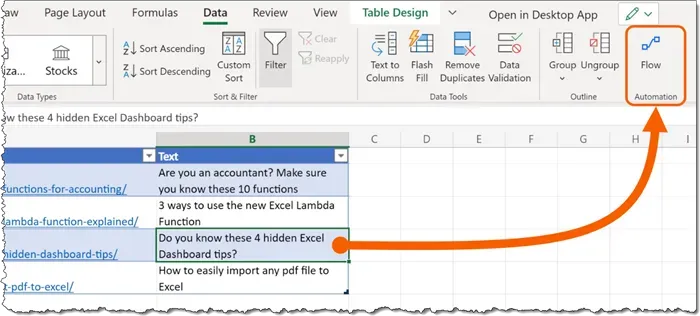 aw Page Layout Formulas Data Review View Help Table Design Open in Desktop App
Stocks
Sort Ascending
Sort Descending
Custom
Sort
Filter
Clear
Reapply
Text to
Columns
Flash
Fill
Remove
Duplicates
Data
Validation
Group
Ungroup
Flow
Data Types Sort & Filter Data Tools Outline Automation
ow these 4 hidden Excel Dashboard tips?
B C D E F G H I
Text
unctions-for-accounting/
Are you an accountant? Make sure
you know these 10 functions
ambda-function-explained/
3 ways to use the new Excel Lambda
Function
hidden-dashboard-tips/
Do you know these 4 hidden Excel
Dashboard tips?
t-pdf-to-excel/
How to easily import any pdf file to
Excel